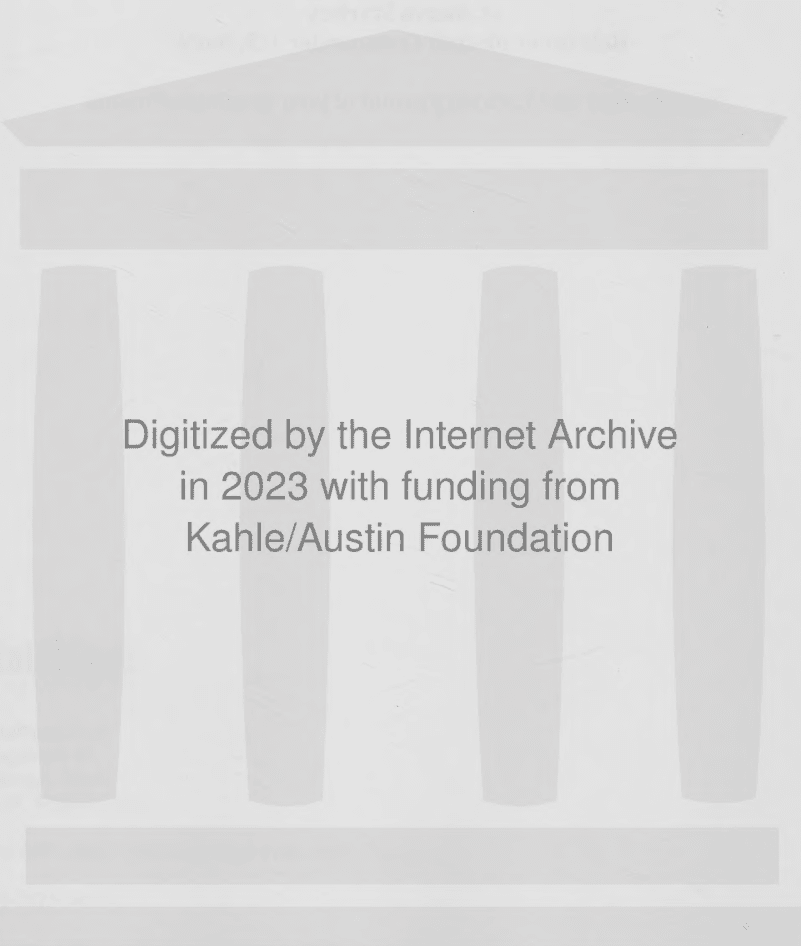 Digitized by the Internet Archive
in 2023 with funding from
Kahle/Austin Foundation